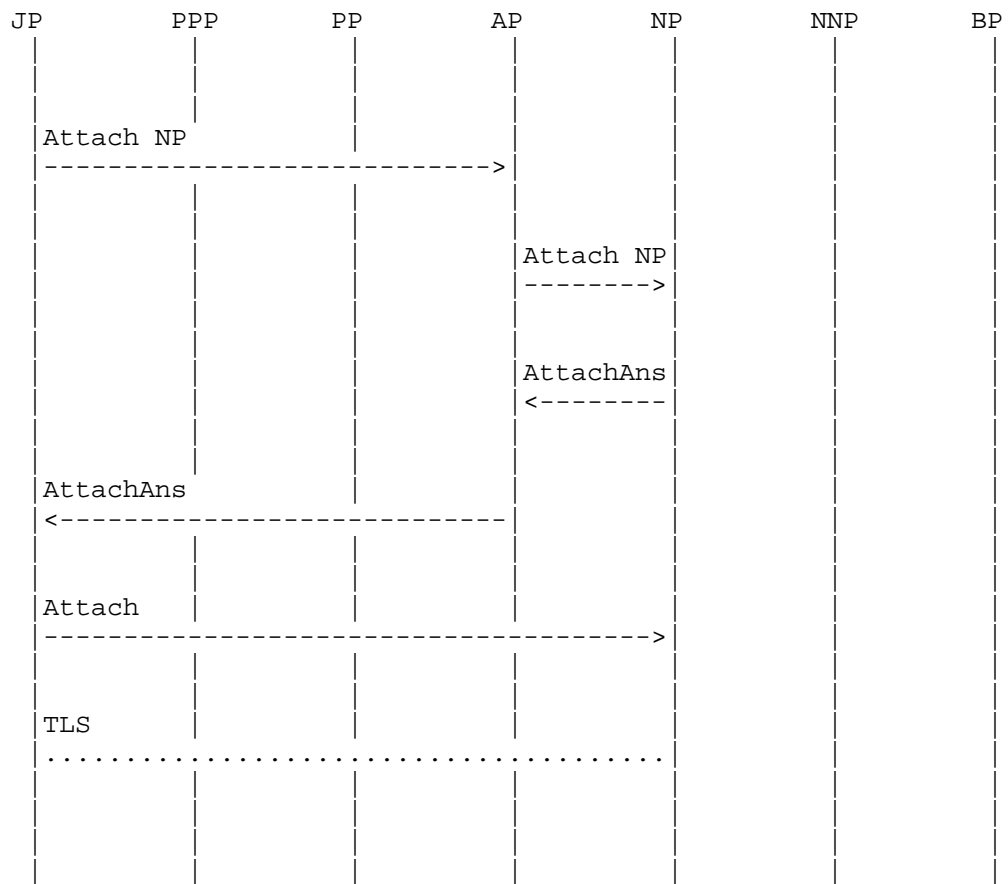 JP PPP PP AP NP NNP BP
Attach NP
Attach NP
AttachAns
AttachAns
Attach
TLS